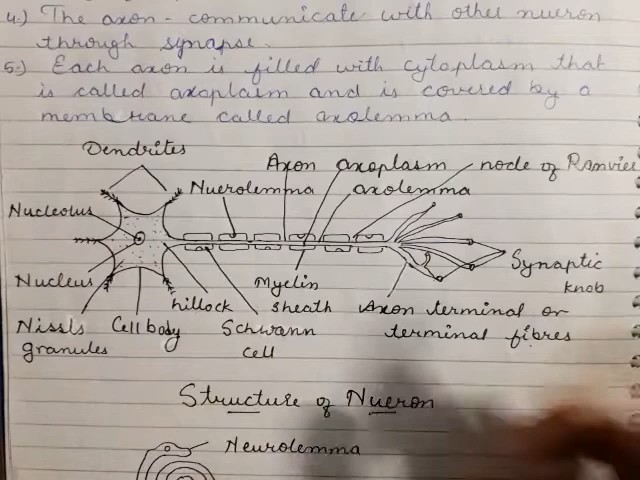 4.) The axon - communicate with other nueron
through synapse.
5.) Each axon is filled with cytoplasm that
is called axoplaim and is covered by a
membrane called axolemma.
Dendrites
Axon axoplasm node of Ranvier
Nuerolemma axolemma
Nucleolus
Nucleus
hillock
Myelin
sheath
Synaptic
knob
Axon terminal or
terminal fibres
Nissls
granules
Cell body
Schwann
cell
Structure of Nueron
Neurolemma